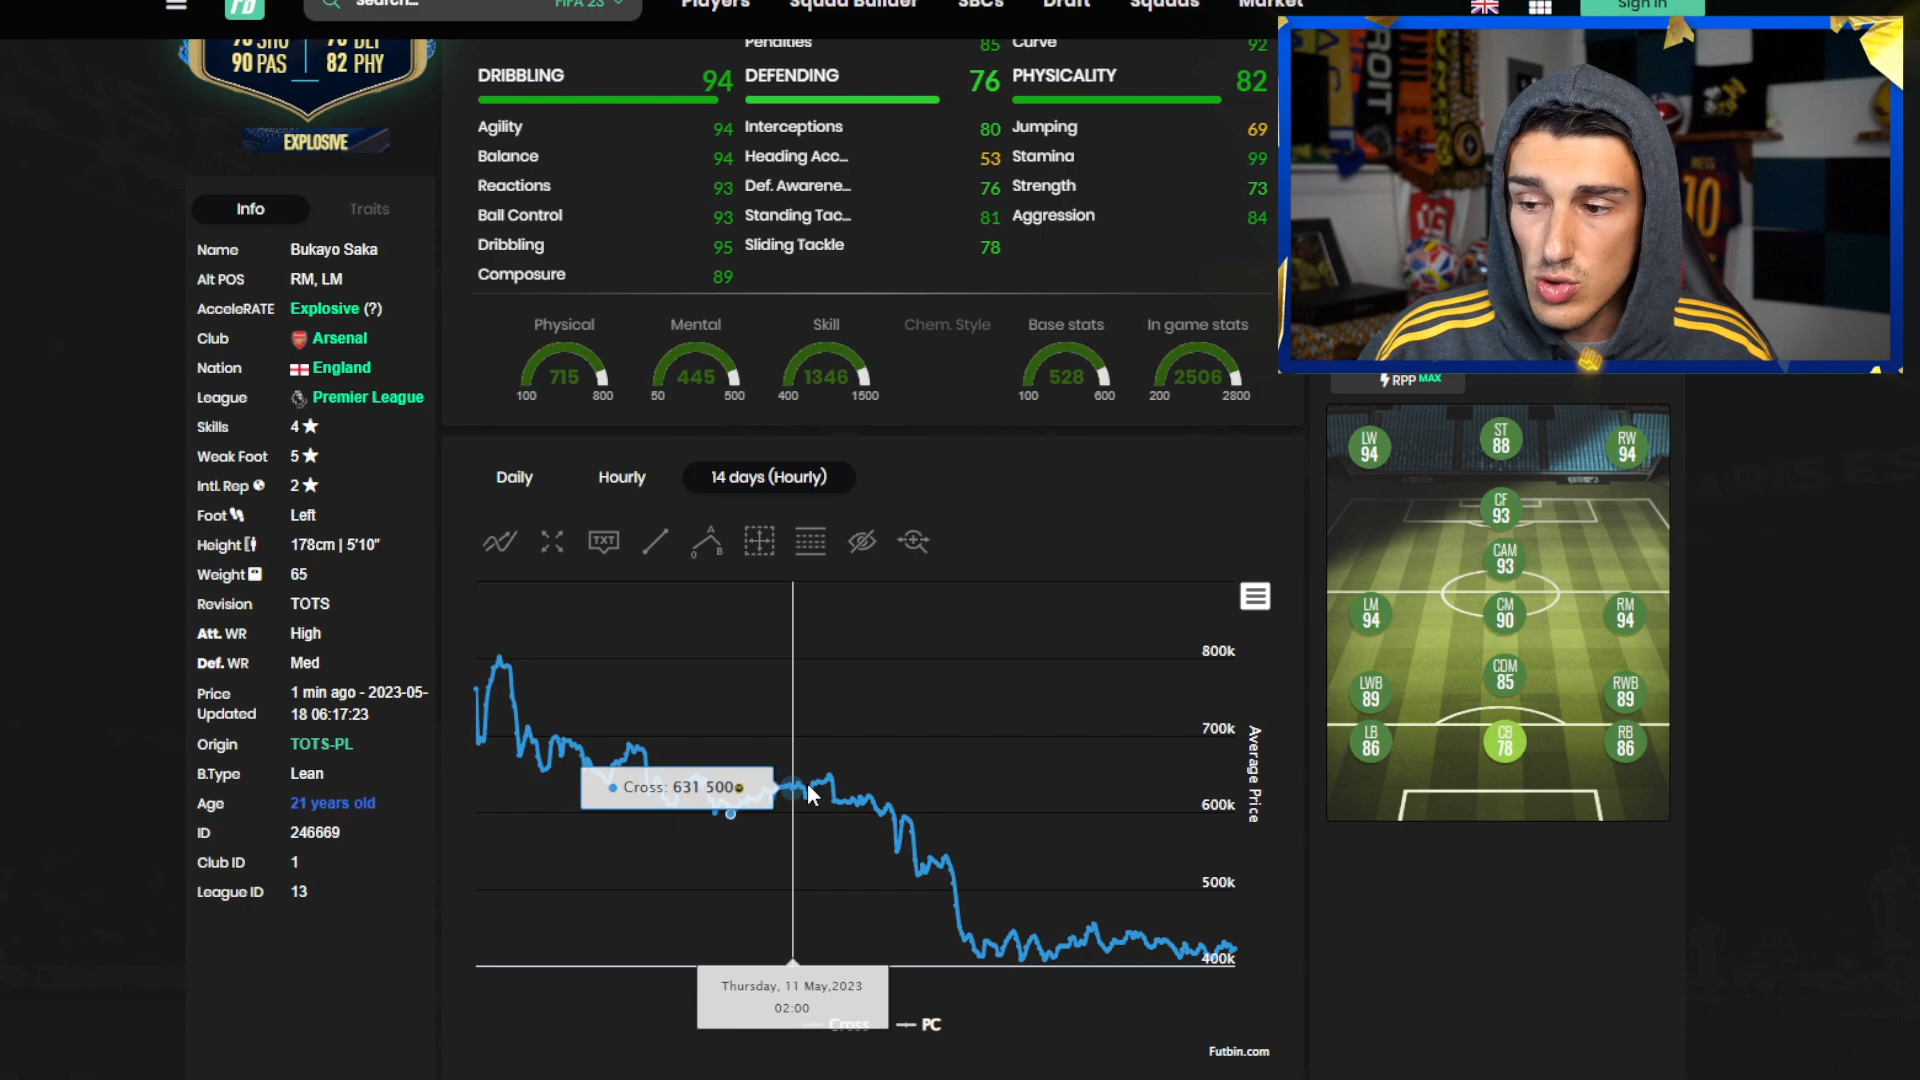 Search...
FIFA 23
Players
Squad Builder
SBCs
Draft
Squads
Market
Sign In
78 SHO
76 DEF
90 PAS
82 PHY
EXPLOSIVE
Penalties 85
Curve 92
DRIBBLING 94
DEFENDING 76
PHYSICALITY 82
Agility 94
Interceptions 80
Jumping 69
Balance 94
Heading Acc... 53
Stamina 99
Reactions 93
Def. Awarene... 76
Strength 73
Ball Control 93
Standing Tac... 81
Aggression 84
Dribbling 95
Sliding Tackle 78
Composure 89
Info
Traits
Name Bukayo Saka
Alt POS RM, LM
AcceleRATE Explosive (?)
Club Arsenal
Nation England
League Premier League
Skills 4
Weak Foot 5
Intl. Rep 2
Foot Left
Height 178cm | 5'10"
Weight 65
Revision TOTS
Att. WR High
Def. WR Med
Price Updated 1 min ago - 2023-05-
18 06:17:23
Origin TOTS-PL
B.Type Lean
Age 21 years old
ID 246669
Club ID 1
League ID 13
Physical
Mental
Skill
Chem. Style
Base stats
In game stats
715
445
1346
528
2506
100 800
50 500
400 1500
100 600
200 2800
Daily
Hourly
14 days (Hourly)
TXT
A
0 B
800k
700k
600k
500k
400k
Average Price
Cross: 631 500
Thursday, 11 May,2023
02:00
Cross
PC
Futbin.com
RPP MAX
LW
94
ST
88
RW
94
CF
93
CAM
93
LM
94
CM
90
RM
94
CDM
85
LWB
89
RWB
89
LB
86
CB
78
RB
86
MESSI
10